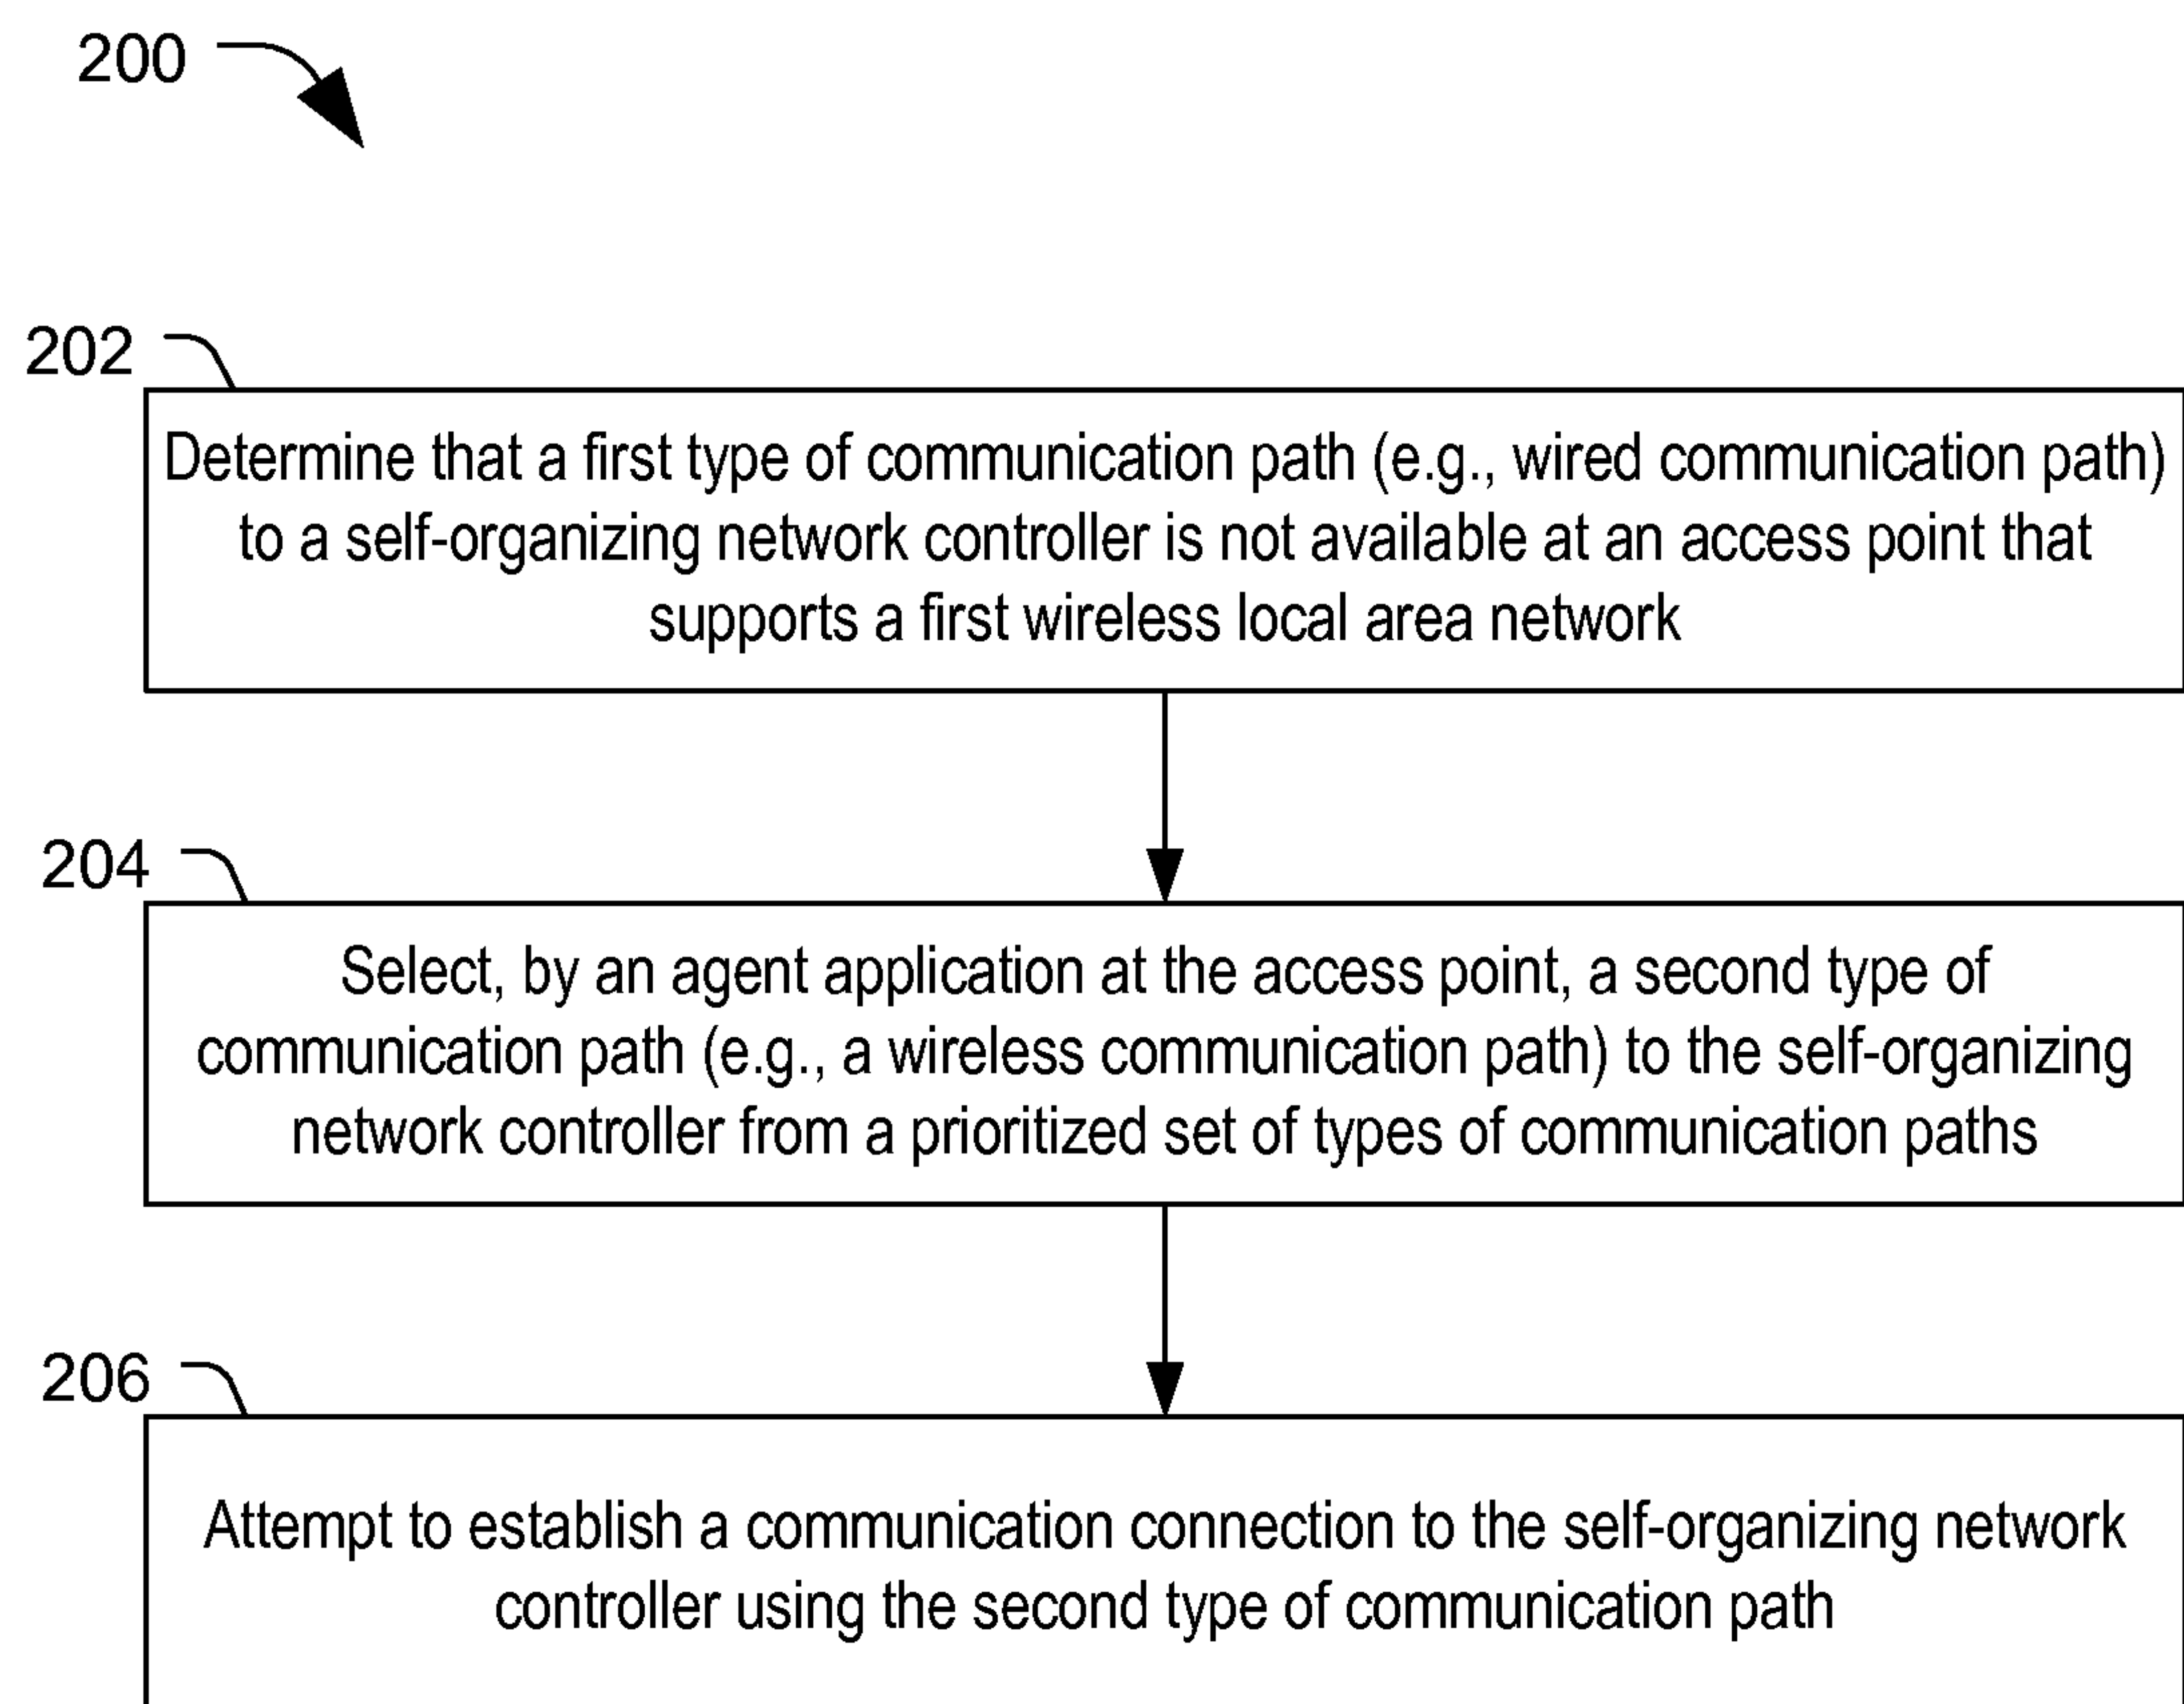 200
202
Determine that a first type of communication path (e.g., wired communication path)
to a self-organizing network controller is not available at an access point that
supports a first wireless local area network
204
Select, by an agent application at the access point, a second type of
communication path (e.g., a wireless communication path) to the self-organizing
network controller from a prioritized set of types of communication paths
206
Attempt to establish a communication connection to the self-organizing network
controller using the second type of communication path